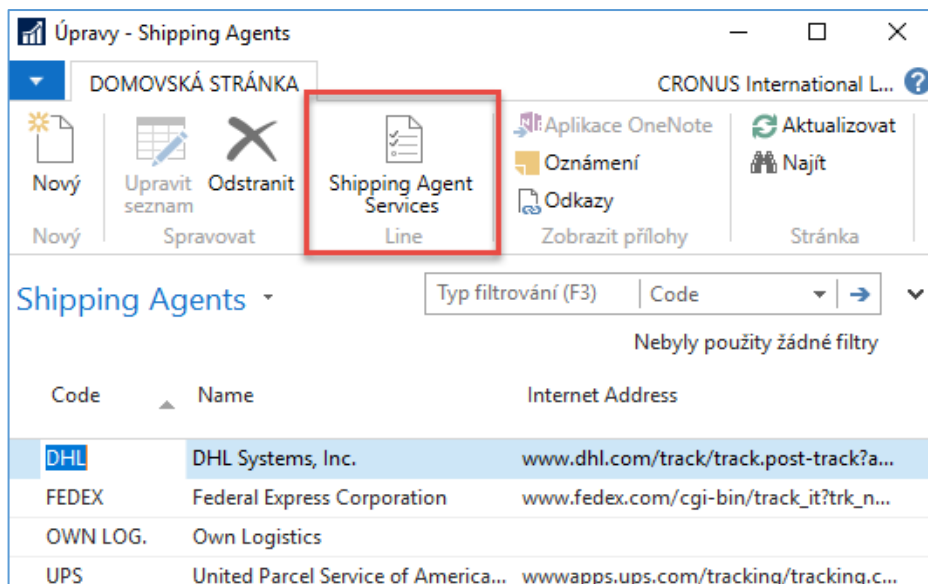 Úpravy - Shipping Agents
DOMOVSKÁ STRÁNKA
CRONUS International L... ?
Nový
Upravit seznam
Odstranit
Shipping Agent Services
Aplikace OneNote
Oznámení
Odkazy
Aktualizovat
Najít
Nový
Spravovat
Line
Zobrazit přílohy
Stránka
Shipping Agents
Typ filtrování (F3)
Code
Nebyly použity žádné filtry
Code Name Internet Address
DHL DHL Systems, Inc. www.dhl.com/track/track.post-track?a...
FEDEX Federal Express Corporation www.fedex.com/cgi-bin/track_it?trk_n...
OWN LOG. Own Logistics
UPS United Parcel Service of America... wwwapps.ups.com/tracking/tracking.c...